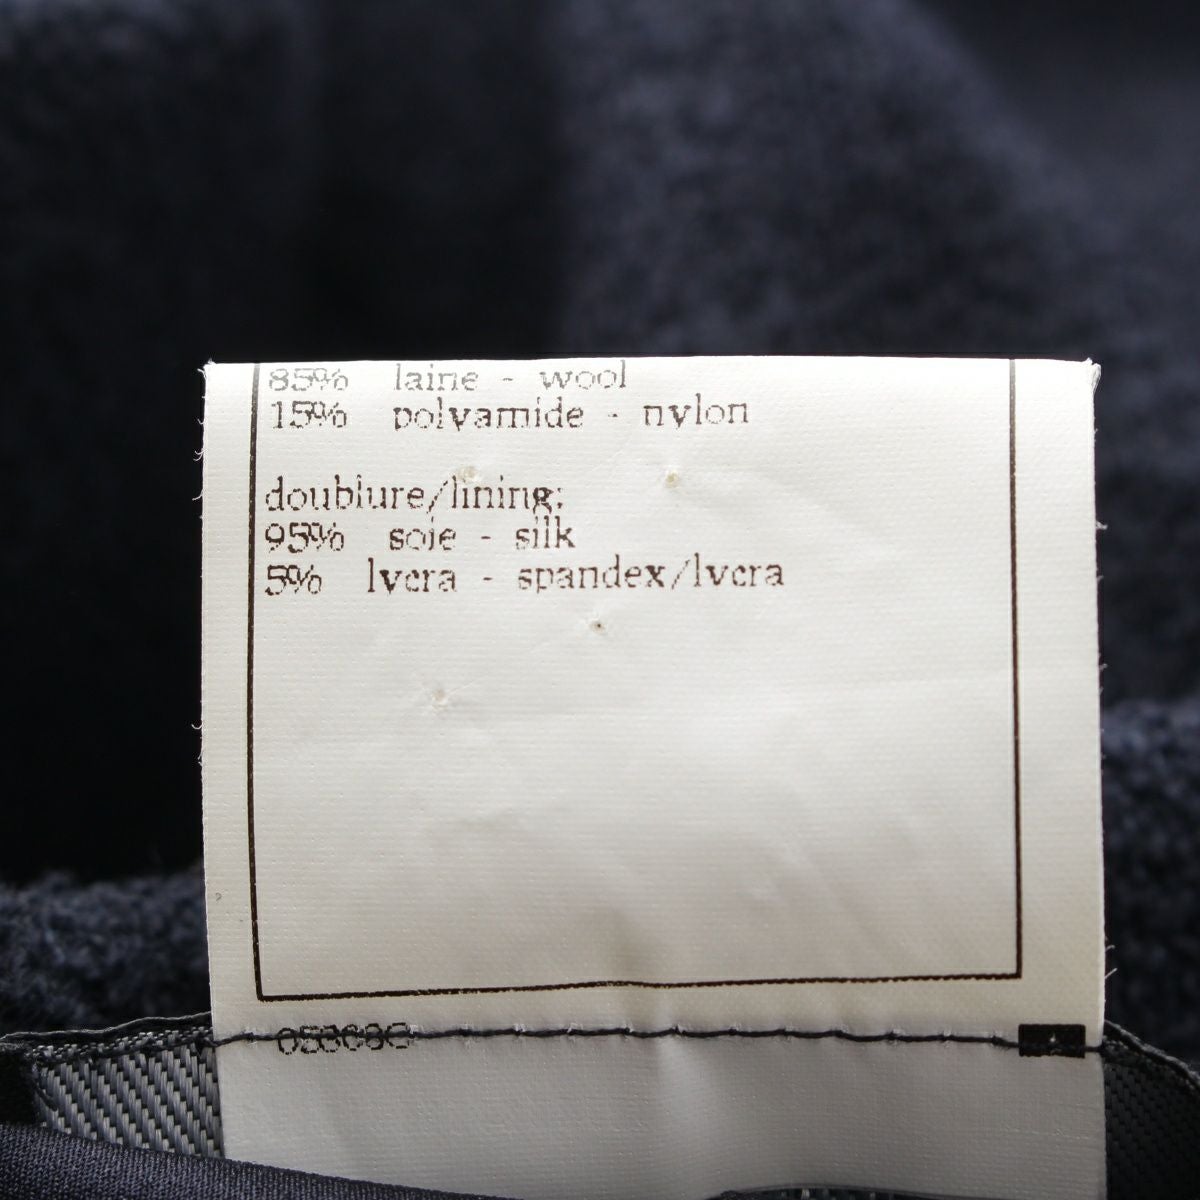 85% laine - wool
15% polyamide - nylon
doublure/lining:
95% soie - silk
5% lycra - spandex/lycra